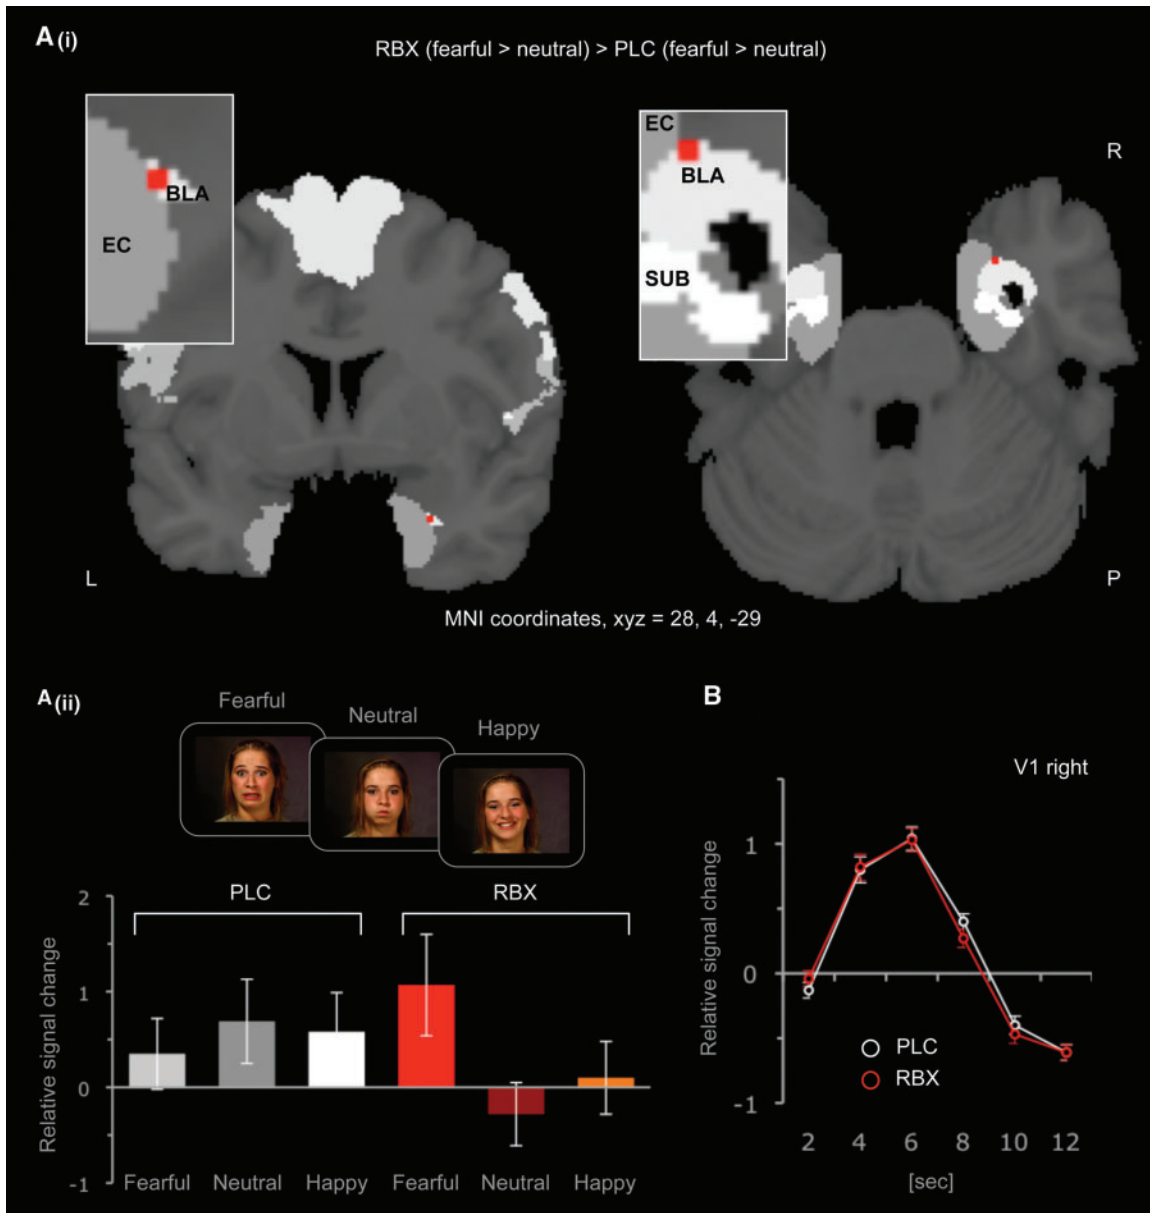 A (i)
RBX (fearful > neutral) > PLC (fearful > neutral)
EC
BLA
EC
BLA
SUB
R
L
P
MNI coordinates, xyz = 28, 4, -29
A (ii)
Fearful
Neutral
Happy
PLC
RBX
Relative signal change
2
1
0
-1
Fearful Neutral Happy Fearful Neutral Happy
B
V1 right
Relative signal change
1
0
-1
PLC
RBX
2 4 6 8 10 12
[sec]